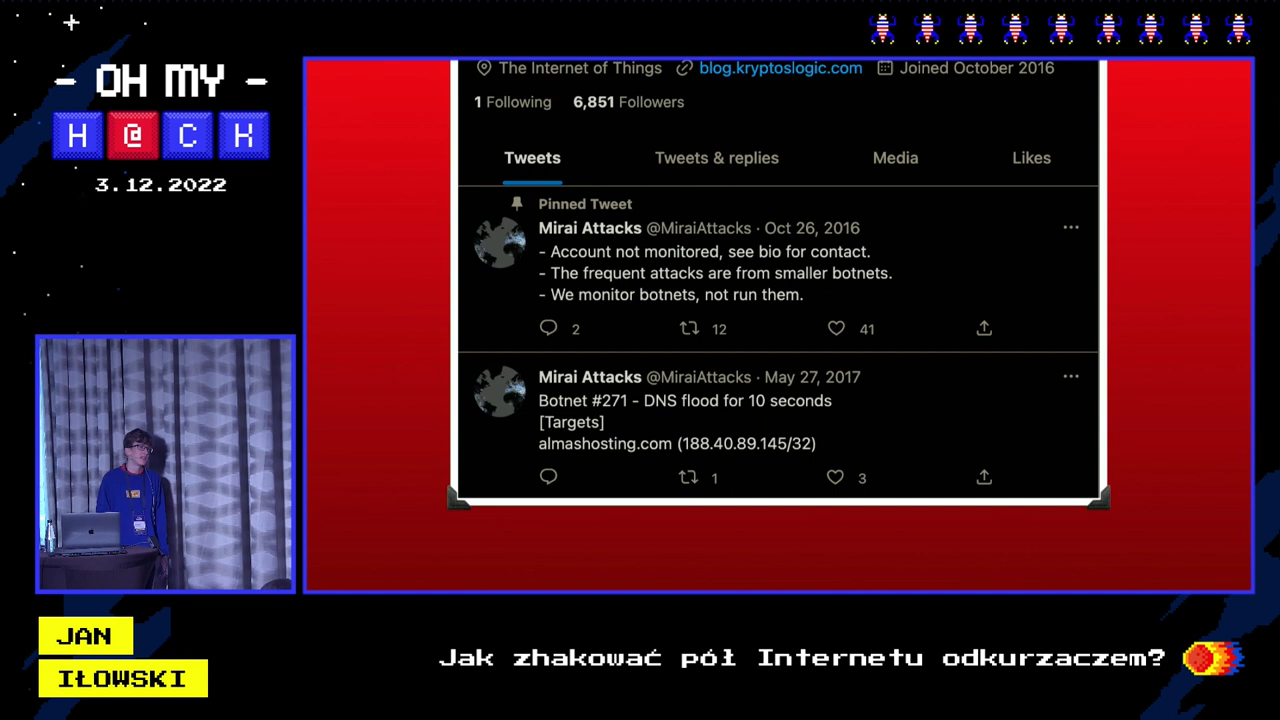 - OH MY -
H @ C K
3.12.2022
The Internet of Things blog.kryptoslogic.com Joined October 2016
1 Following 6,851 Followers
Tweets Tweets & replies Media Likes
Pinned Tweet
Mirai Attacks @MiraiAttacks · Oct 26, 2016
- Account not monitored, see bio for contact.
- The frequent attacks are from smaller botnets.
- We monitor botnets, not run them.
2 12 41
Mirai Attacks @MiraiAttacks · May 27, 2017
Botnet #271 - DNS flood for 10 seconds
[Targets]
almashosting.com (188.40.89.145/32)
1 3
JAN
IŁOWSKI
Jak zhakować pół Internetu odkurzaczem?